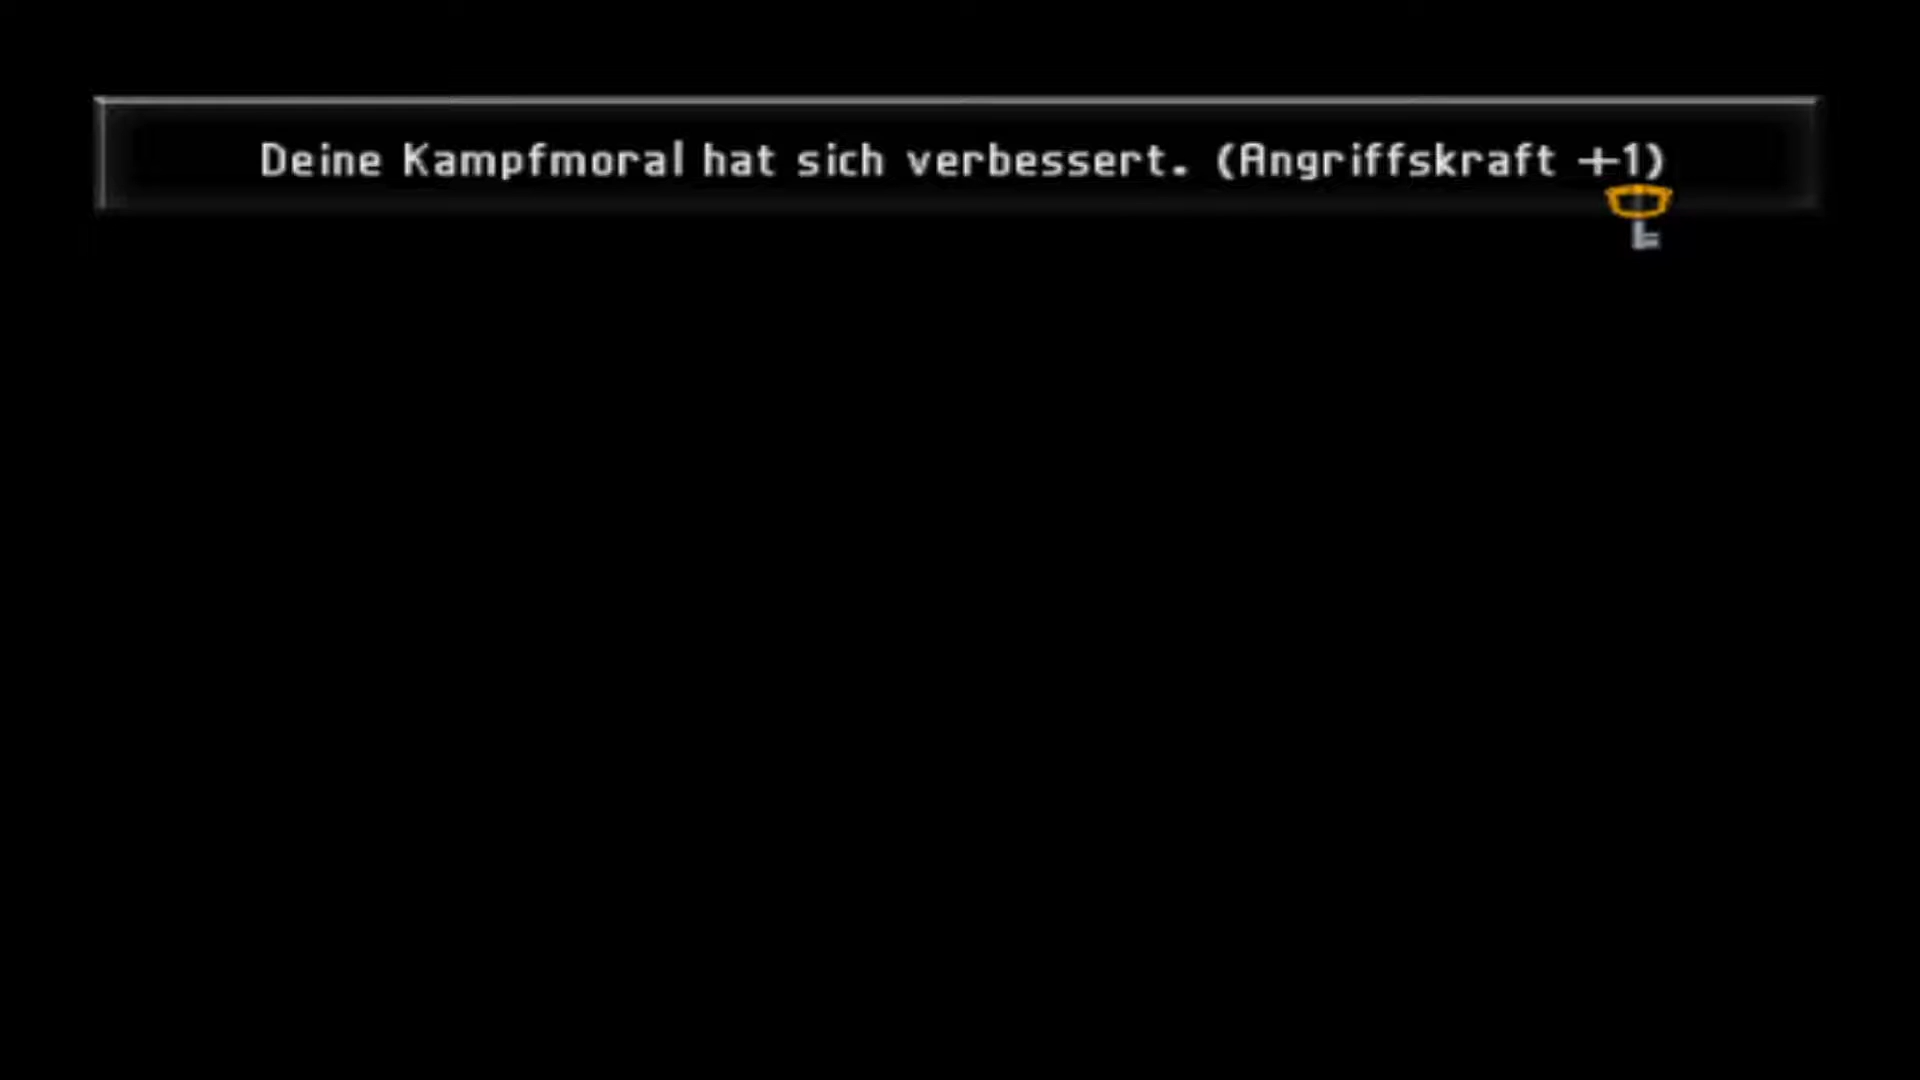 Deine Kampfmoral hat sich verbessert. (Angriffskraft +1)